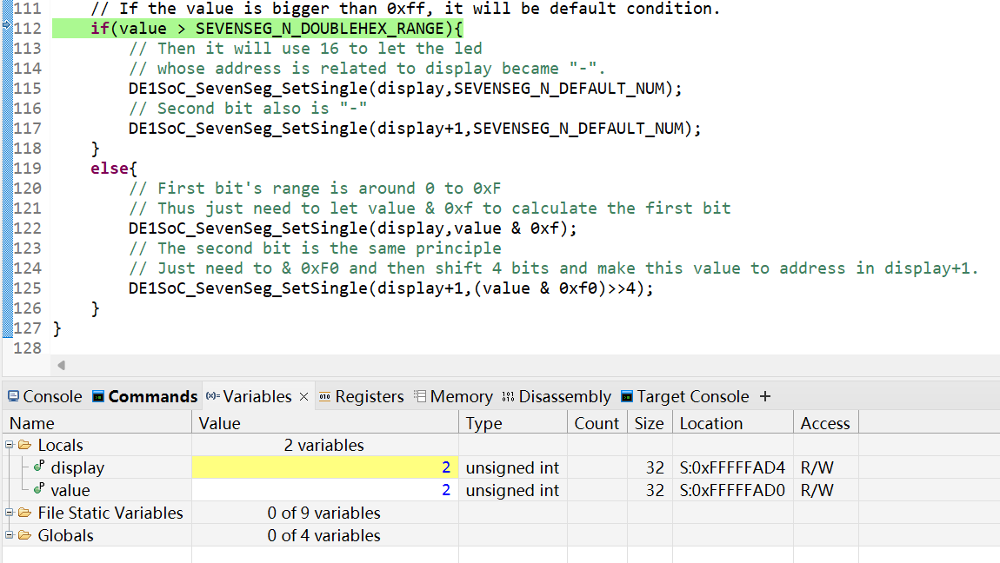 111     // If the value is bigger than 0xff, it will be default condition.
112     if(value > SEVENSEG_N_DOUBLEHEX_RANGE){
113         // Then it will use 16 to let the led
114         // whose address is related to display became "-".
115         DE1SoC_SevenSeg_SetSingle(display,SEVENSEG_N_DEFAULT_NUM);
116         // Second bit also is "-"
117         DE1SoC_SevenSeg_SetSingle(display+1,SEVENSEG_N_DEFAULT_NUM);
118     }
119     else{
120         // First bit's range is around 0 to 0xF
121         // Thus just need to let value & 0xf to calculate the first bit
122         DE1SoC_SevenSeg_SetSingle(display,value & 0xf);
123         // The second bit is the same principle
124         // Just need to & 0xF0 and then shift 4 bits and make this value to address in display+1.
125         DE1SoC_SevenSeg_SetSingle(display+1,(value & 0xf0)>>4);
126     }
127 }
128
Console Commands (x)= Variables Registers Memory Disassembly Target Console +
Name Value Type Count Size Location Access
Locals 2 variables
display 2 unsigned int 32 S:0xFFFFFAD4 R/W
value 2 unsigned int 32 S:0xFFFFFAD0 R/W
File Static Variables 0 of 9 variables
Globals 0 of 4 variables